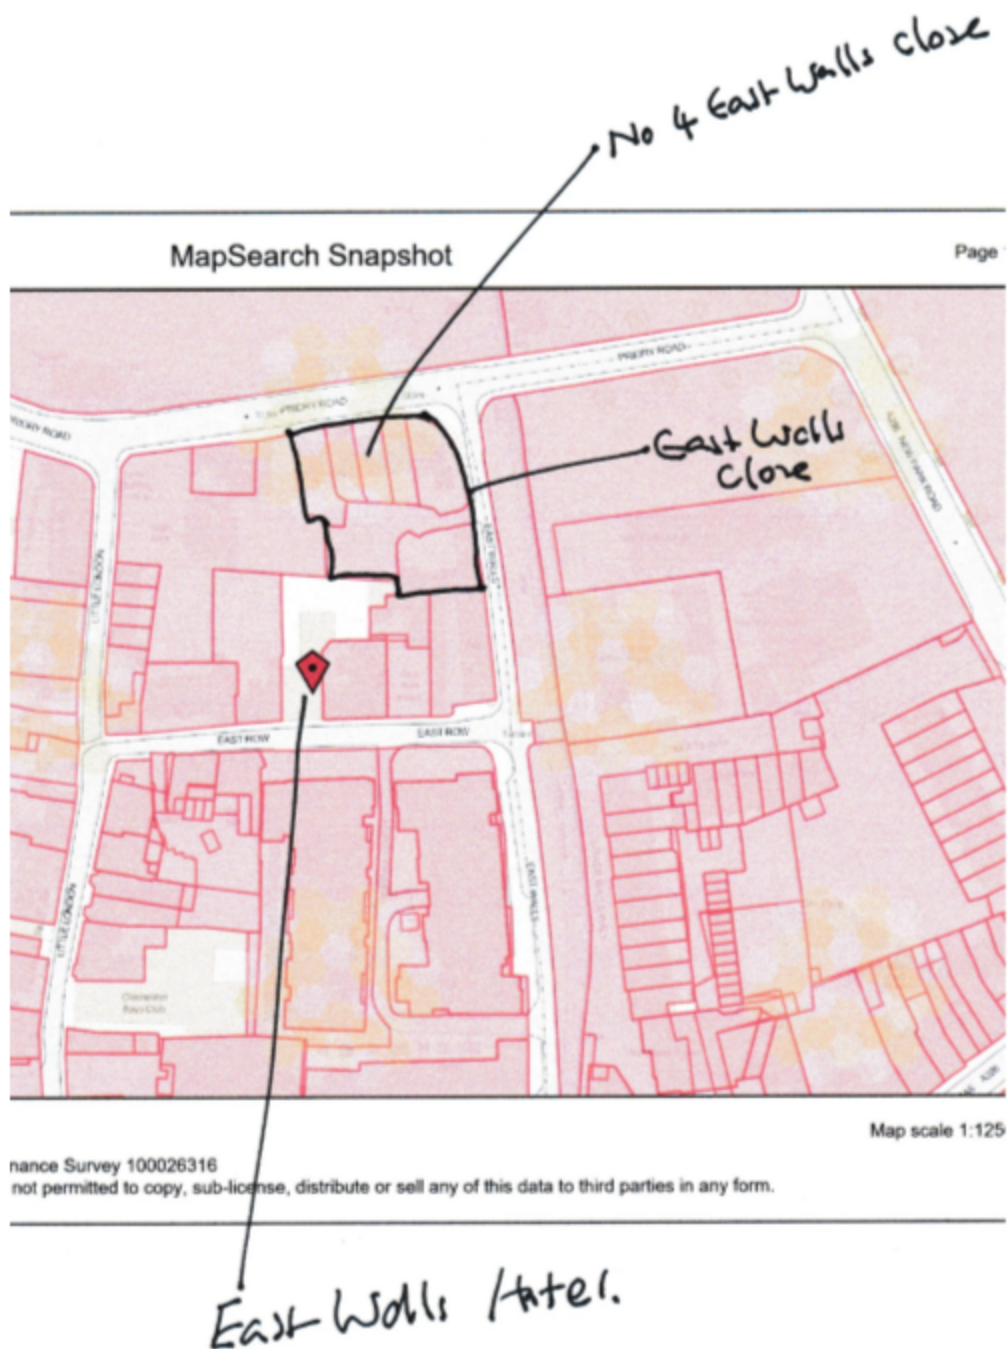 No 4 East Walls Close
MapSearch Snapshot
Page
PRIORY ROAD
PRIORY ROAD
PRIORY ROAD
East Walls
Close
LITTLE LONDON
EAST WALLS
EAST ROW
EAST ROW
LITTLE LONDON
EAST WALLS
Map scale 1:125
nance Survey 100026316
not permitted to copy, sub-license, distribute or sell any of this data to third parties in any form.
East Walls Hotel.